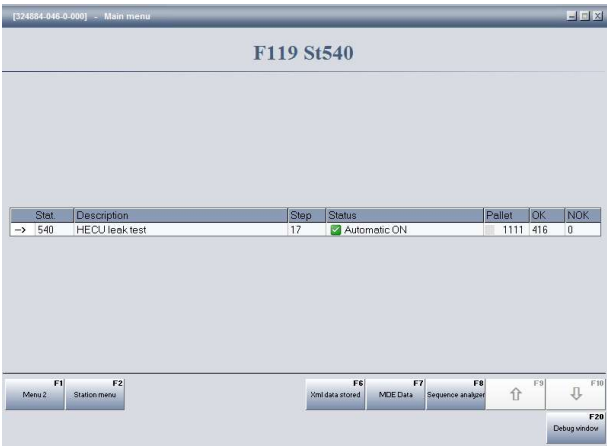 [324884-046-0-000] - Main menu
F119 St540
Stat. Description Step Status Pallet OK NOK
--> 540 HECU leak test 17 Automatic ON 1111 416 0
F1 F2 F6 F7 F8 F9 F10
Menu 2 Station menu Xml data stored MDE Data Sequence analyzer
F20
Debug window